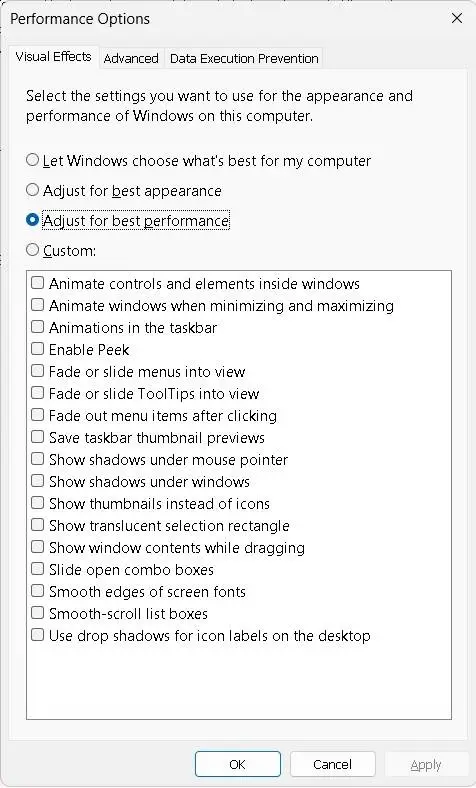 Performance Options
Visual Effects
Advanced
Data Execution Prevention
Select the settings you want to use for the appearance and
performance of Windows on this computer.
Let Windows choose what's best for my computer
Adjust for best appearance
Adjust for best performance
Custom:
Animate controls and elements inside windows
Animate windows when minimizing and maximizing
Animations in the taskbar
Enable Peek
Fade or slide menus into view
Fade or slide ToolTips into view
Fade out menu items after clicking
Save taskbar thumbnail previews
Show shadows under mouse pointer
Show shadows under windows
Show thumbnails instead of icons
Show translucent selection rectangle
Show window contents while dragging
Slide open combo boxes
Smooth edges of screen fonts
Smooth-scroll list boxes
Use drop shadows for icon labels on the desktop
OK
Cancel
Apply